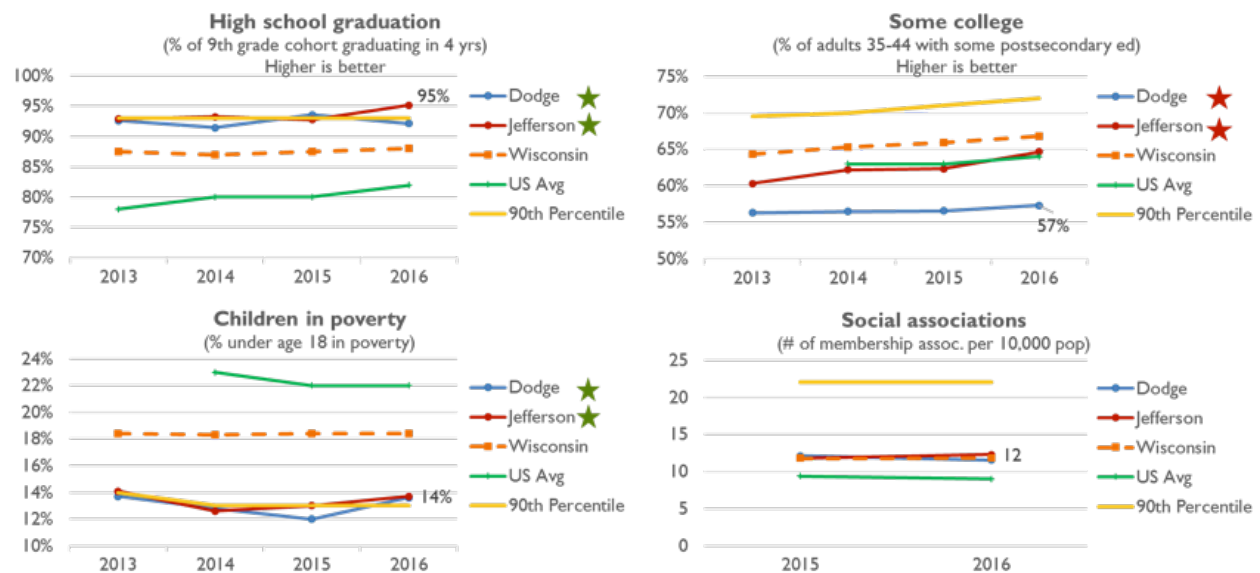 High school graduation
(% of 9th grade cohort graduating in 4 yrs)
Higher is better
100%
95%
90%
85%
80%
75%
70%
2013 2014 2015 2016
95%
Dodge
Jefferson
Wisconsin
US Avg
90th Percentile
Some college
(% of adults 35-44 with some postsecondary ed)
Higher is better
75%
70%
65%
60%
55%
50%
2013 2014 2015 2016
57%
Dodge
Jefferson
Wisconsin
US Avg
90th Percentile
Children in poverty
(% under age 18 in poverty)
24%
22%
20%
18%
16%
14%
12%
10%
2013 2014 2015 2016
14%
Dodge
Jefferson
Wisconsin
US Avg
90th Percentile
Social associations
(# of membership assoc. per 10,000 pop)
25
20
15
10
5
0
2015 2016
12
Dodge
Jefferson
Wisconsin
US Avg
90th Percentile